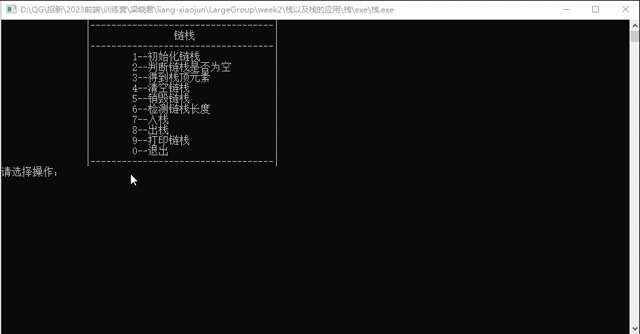 D:\QG\招新\2023前端\训练营\梁晓君\liang-xiaojun\LargeGroup\week2\栈以及栈的应用\栈\exe\栈.exe
链栈
1--初始化链栈
2--判断链栈是否为空
3--得到栈顶元素
4--清空链栈
5--销毁链栈
6--检测链栈长度
7--入栈
8--出栈
9--打印链栈
0--退出
请选择操作: